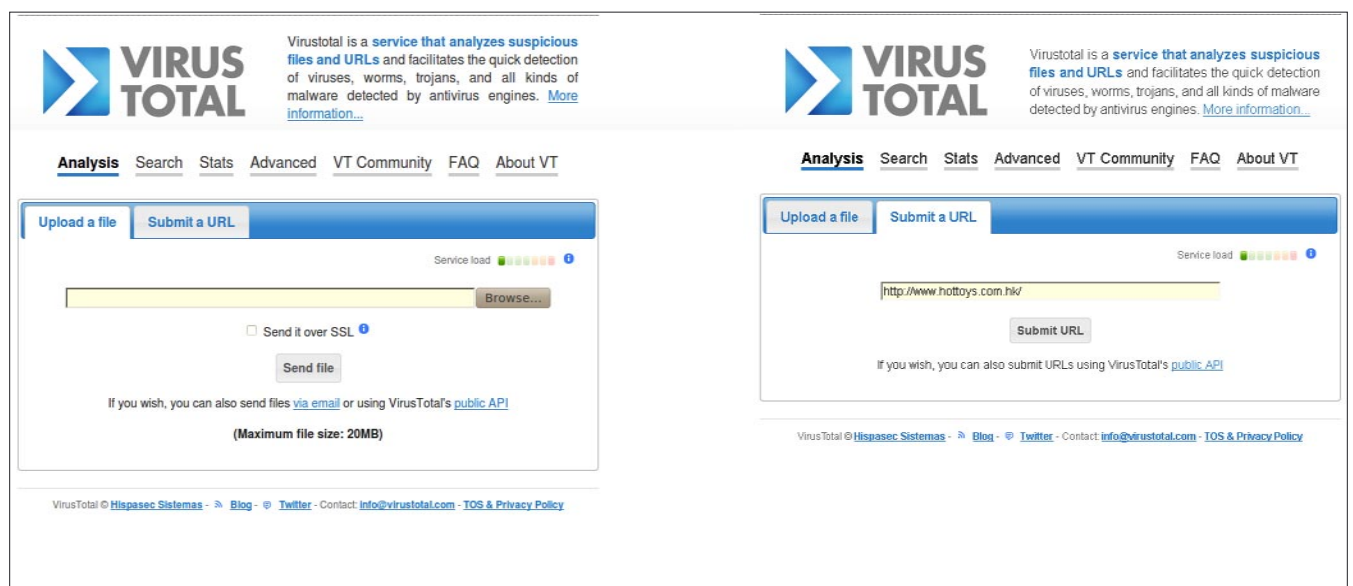 VIRUS
TOTAL
Virustotal is a service that analyzes suspicious
files and URLs and facilitates the quick detection
of viruses, worms, trojans, and all kinds of
malware detected by antivirus engines. More
information...
Analysis Search Stats Advanced VT Community FAQ About VT
Upload a file Submit a URL
Service load
Browse...
Send it over SSL
Send file
If you wish, you can also send files via email or using VirusTotal's public API
(Maximum file size: 20MB)
VirusTotal © Hispasec Sistemas - Blog - Twitter - Contact: info@virustotal.com - TOS & Privacy Policy
VIRUS
TOTAL
Virustotal is a service that analyzes suspicious
files and URLs and facilitates the quick detection
of viruses, worms, trojans, and all kinds of malware
detected by antivirus engines. More information...
Analysis Search Stats Advanced VT Community FAQ About VT
Upload a file Submit a URL
Service load
http://www.hottoys.com.hk/
Submit URL
If you wish, you can also submit URLs using VirusTotal's public API
VirusTotal © Hispasec Sistemas - Blog - Twitter - Contact: info@virustotal.com - TOS & Privacy Policy